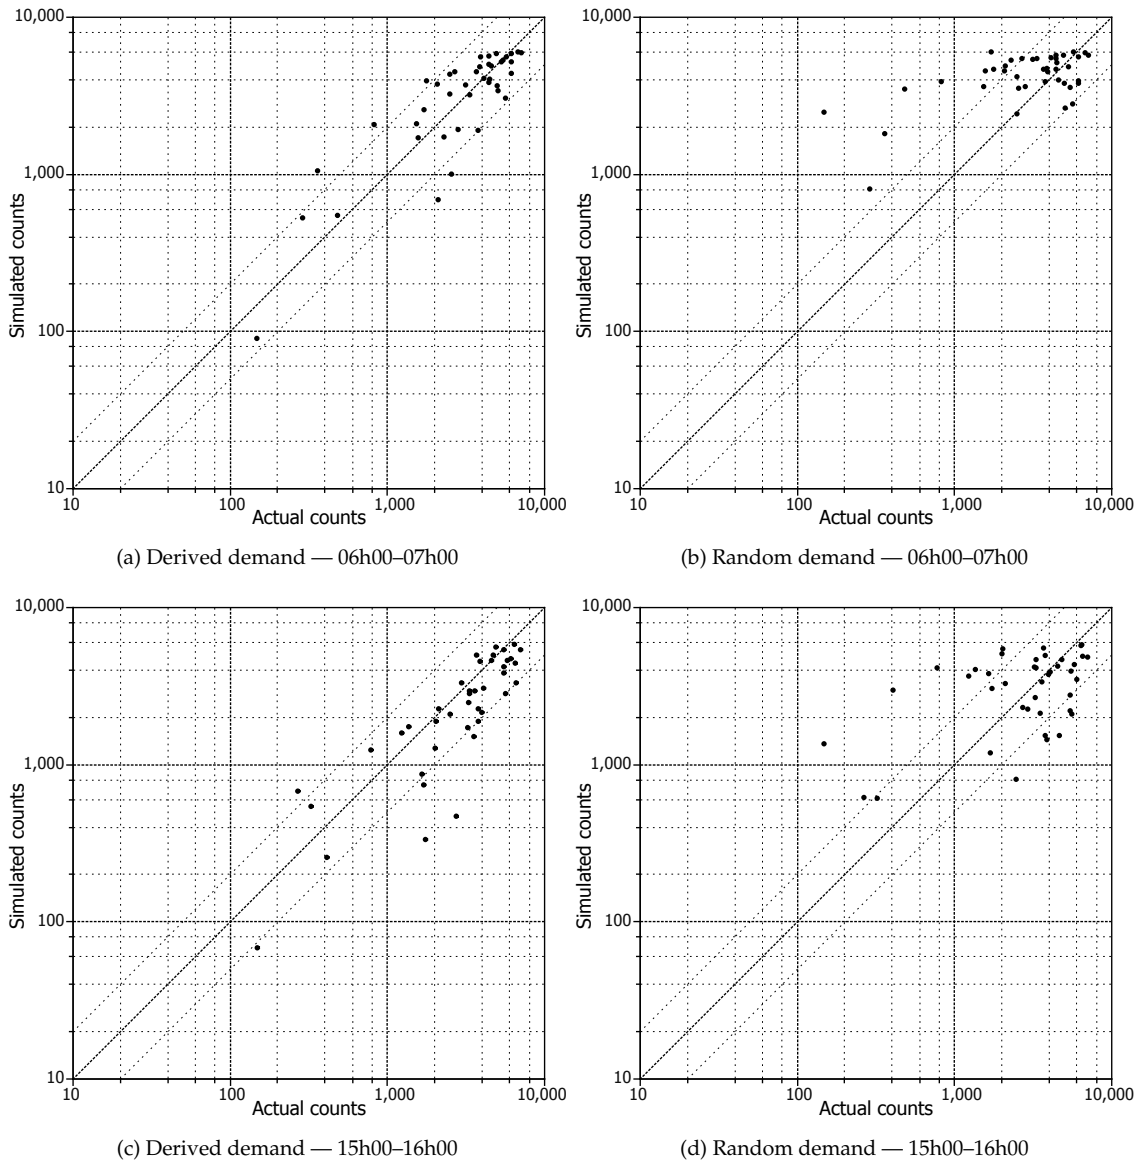 10,000
10,000
1,000
1,000
Simulated counts
Simulated counts
100
100
10
10
10
100
1,000
10,000
10
100
1,000
10,000
Actual counts
Actual counts
(a) Derived demand — 06h00–07h00
(b) Random demand — 06h00–07h00
10,000
10,000
1,000
1,000
Simulated counts
Simulated counts
100
100
10
10
10
100
1,000
10,000
10
100
1,000
10,000
Actual counts
Actual counts
(c) Derived demand — 15h00–16h00
(d) Random demand — 15h00–16h00